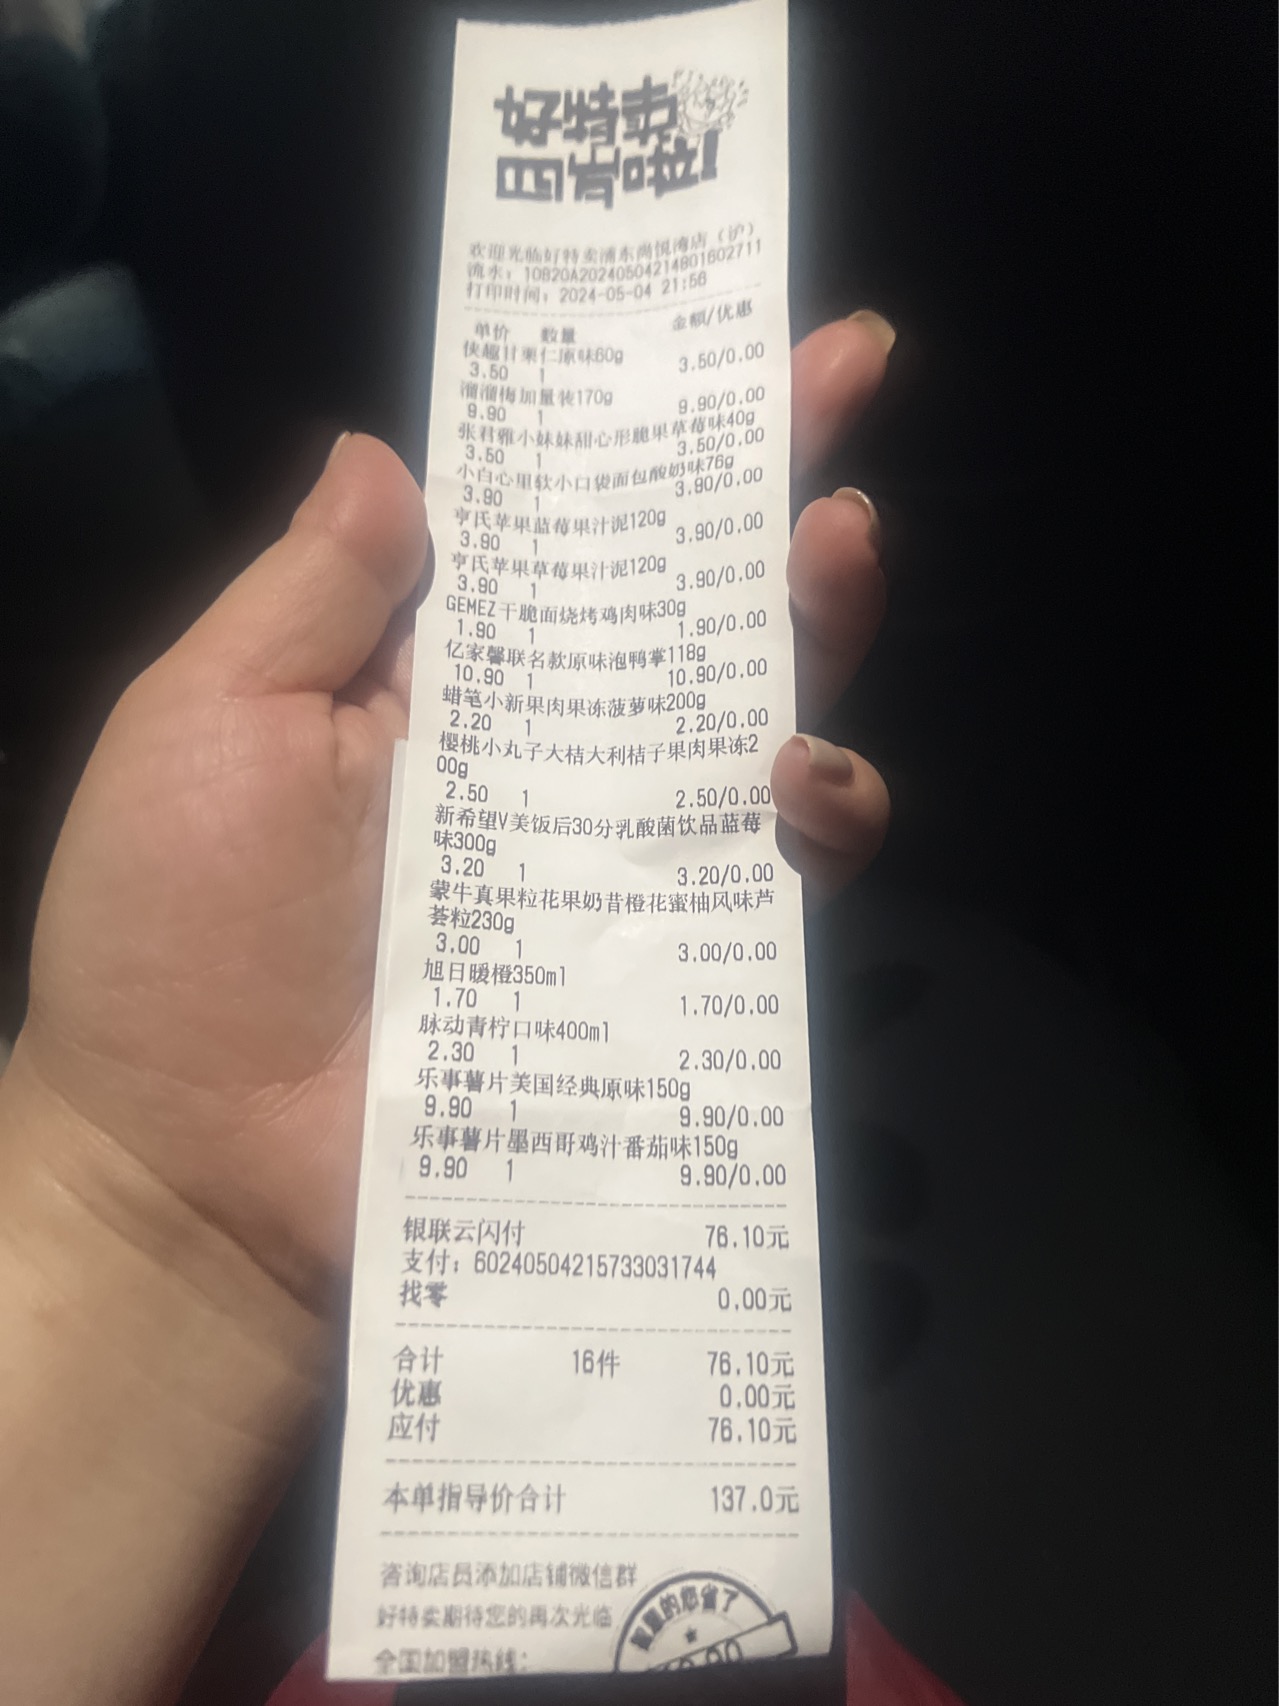 好特卖
四岁啦!
欢迎光临好特卖浦东尚悦湾店(沪)
流水:10820A20240504214801602711
打印时间:2024-05-04 21:56
单价 数量 金额/优惠
侠趣甘栗仁原味60g
3.50 1 3.50/0.00
溜溜梅加量装170g
9.90 1 9.90/0.00
张君雅小妹妹甜心形脆果草莓味40g
3.50 1 3.50/0.00
小白心里软小口袋面包酸奶味76g
3.90 1 3.90/0.00
亨氏苹果蓝莓果汁泥120g
3.90 1 3.90/0.00
亨氏苹果草莓果汁泥120g
3.90 1 3.90/0.00
GEMEZ干脆面烧烤鸡肉味30g
1.90 1 1.90/0.00
亿家馨联名款原味泡鸭掌118g
10.90 1 10.90/0.00
蜡笔小新果肉果冻菠萝味200g
2.20 1 2.20/0.00
樱桃小丸子大桔大利桔子果肉果冻2
00g
2.50 1 2.50/0.00
新希望V美饭后30分乳酸菌饮品蓝莓
味300g
3.20 1 3.20/0.00
蒙牛真果粒花果奶昔橙花蜜柚风味芦
荟粒230g
3.00 1 3.00/0.00
旭日暖橙350ml
1.70 1 1.70/0.00
脉动青柠口味400ml
2.30 1 2.30/0.00
乐事薯片美国经典原味150g
9.90 1 9.90/0.00
乐事薯片墨西哥鸡汁番茄味150g
9.90 1 9.90/0.00
银联云闪付 76.10元
支付:60240504215733031744
找零 0.00元
合计 16件 76.10元
优惠 0.00元
应付 76.10元
本单指导价合计 137.0元
咨询店员添加店铺微信群
好特卖期待您的再次光临
全国加盟热线:
的您省了